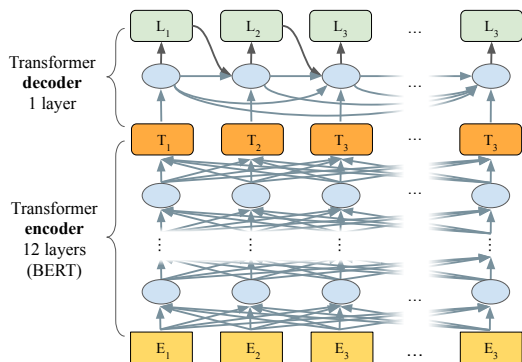 L1 L2 L3 ... L3
Transformer
decoder
1 layer
...
T1 T2 T3 ... T3
Transformer
encoder
12 layers
(BERT)
...
⋮ ⋮ ⋮ ⋮
...
E1 E2 E3 ... E3